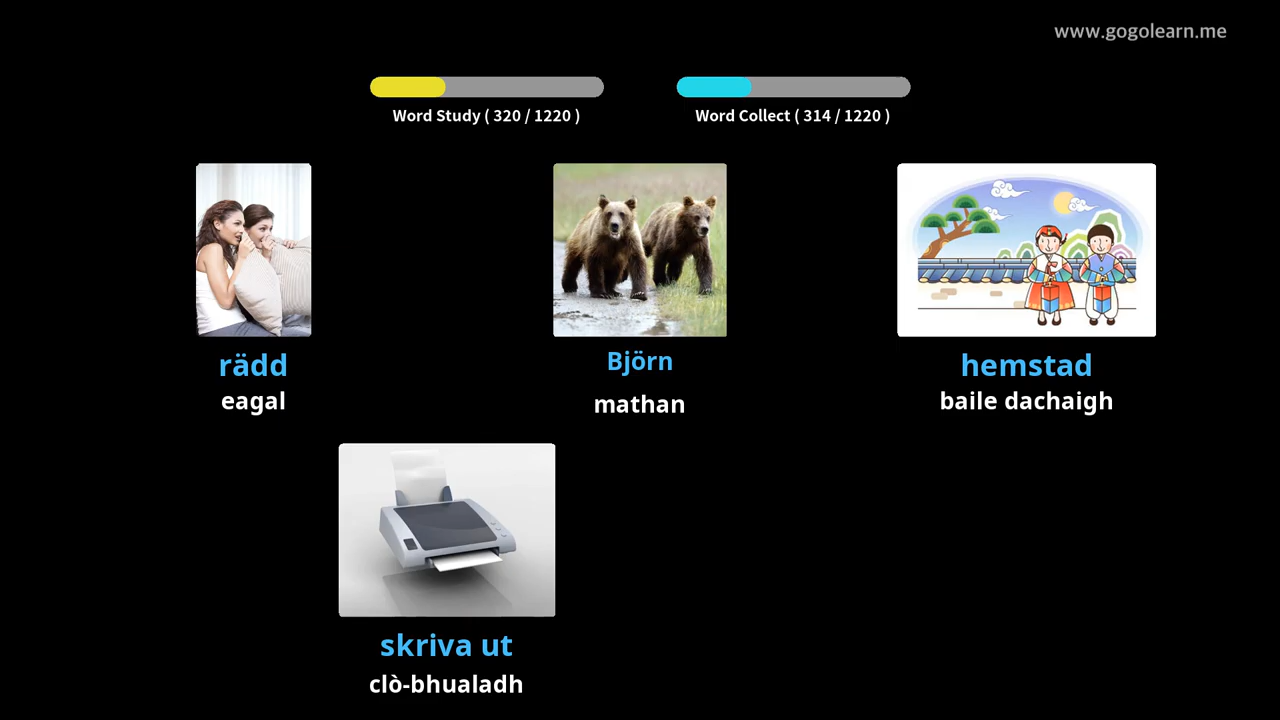 www.gogolearn.me
Word Study ( 320 / 1220 )
Word Collect ( 314 / 1220 )
rädd
eagal
Björn
mathan
hemstad
baile dachaigh
skriva ut
clò-bhualadh